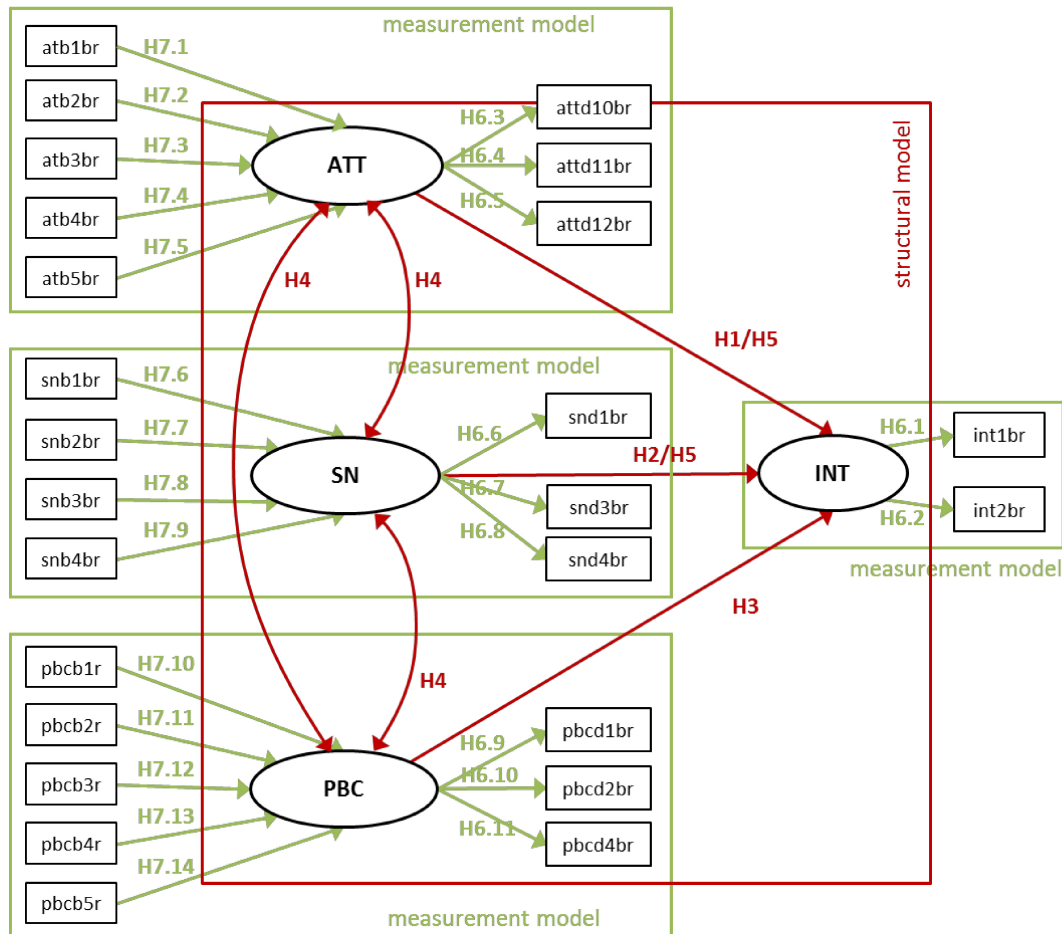 measurement model
atb1br
H7.1
atb2br
H7.2
atb3br
H7.3
atb4br
H7.4
atb5br
H7.5
ATT
H6.3
attd10br
H6.4
attd11br
H6.5
attd12br
structural model
H4
H4
H1/H5
measurement model
snb1br
H7.6
snb2br
H7.7
snb3br
H7.8
snb4br
H7.9
SN
H6.6
snd1br
H6.7
snd3br
H6.8
snd4br
H2/H5
INT
H6.1
int1br
H6.2
int2br
measurement model
H3
H4
pbcb1r
H7.10
pbcb2r
H7.11
pbcb3r
H7.12
pbcb4r
H7.13
pbcb5r
H7.14
PBC
H6.9
pbcd1br
H6.10
pbcd2br
H6.11
pbcd4br
measurement model